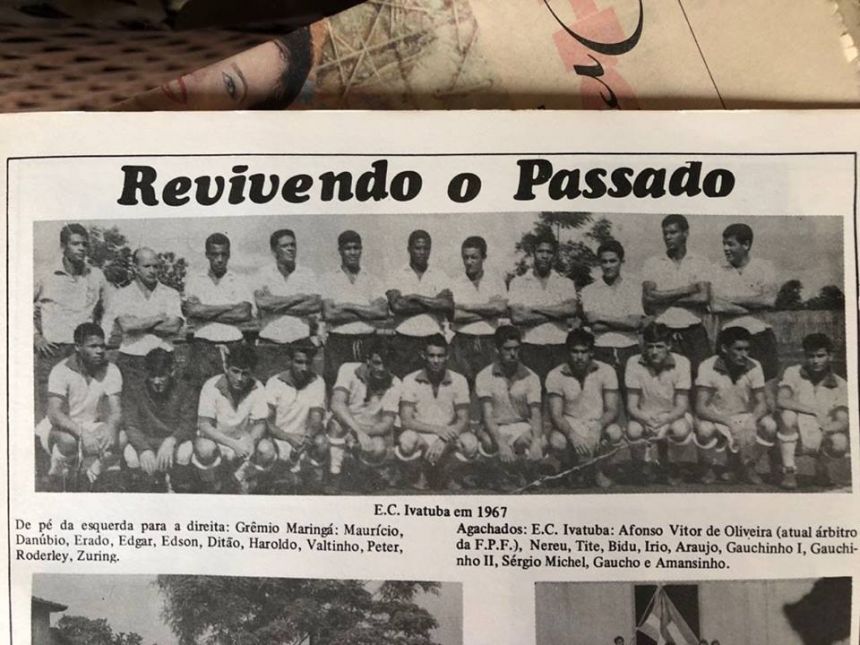 Revivendo o Passado
E.C. Ivatuba em 1967
De pé da esquerda para a direita: Grêmio Maringá: Maurício,
Danúbio, Erado, Edgar, Edson, Ditão, Haroldo, Valtinho, Peter,
Roderley, Zuring.
Agachados: E.C. Ivatuba: Afonso Vitor de Oliveira (atual árbitro
da F.P.F.), Nereu, Tite, Bidu, Irio, Araujo, Gauchinho I, Gauchi-
nho II, Sérgio Michel, Gaucho e Amansinho.